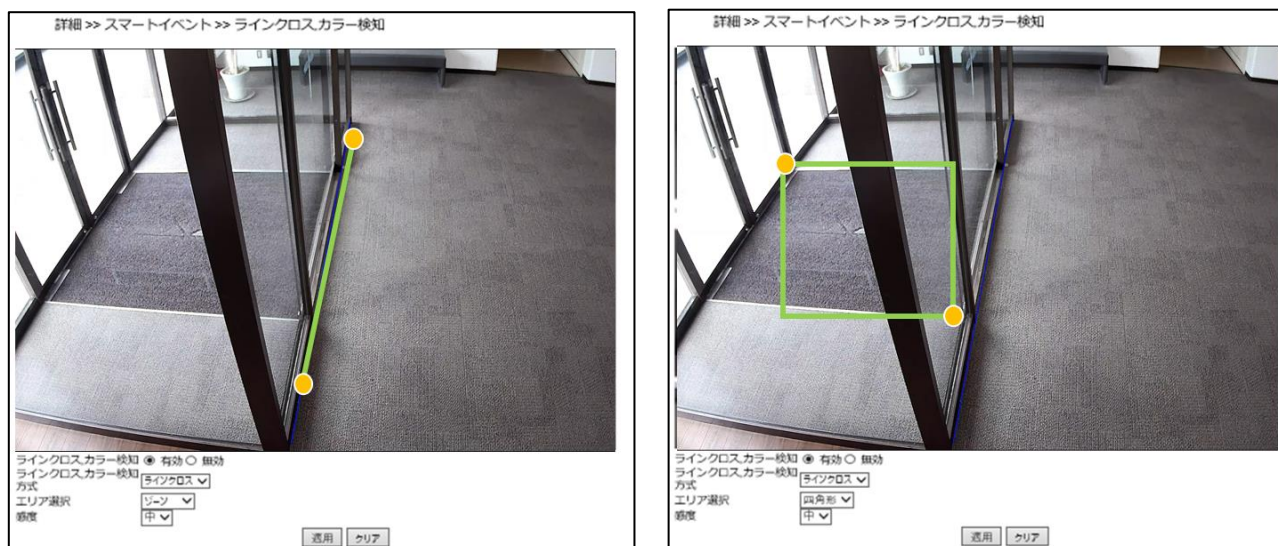 詳細 >> スマートイベント >> ラインクロス,カラー検知
ラインクロス,カラー検知 有効 無効
ラインクロス,カラー検知
方式 ラインクロス
エリア選択 ゾーン
感度 中
適用 クリア
詳細 >> スマートイベント >> ラインクロス,カラー検知
ラインクロス,カラー検知 有効 無効
ラインクロス,カラー検知
方式 ラインクロス
エリア選択 四角形
感度 中
適用 クリア